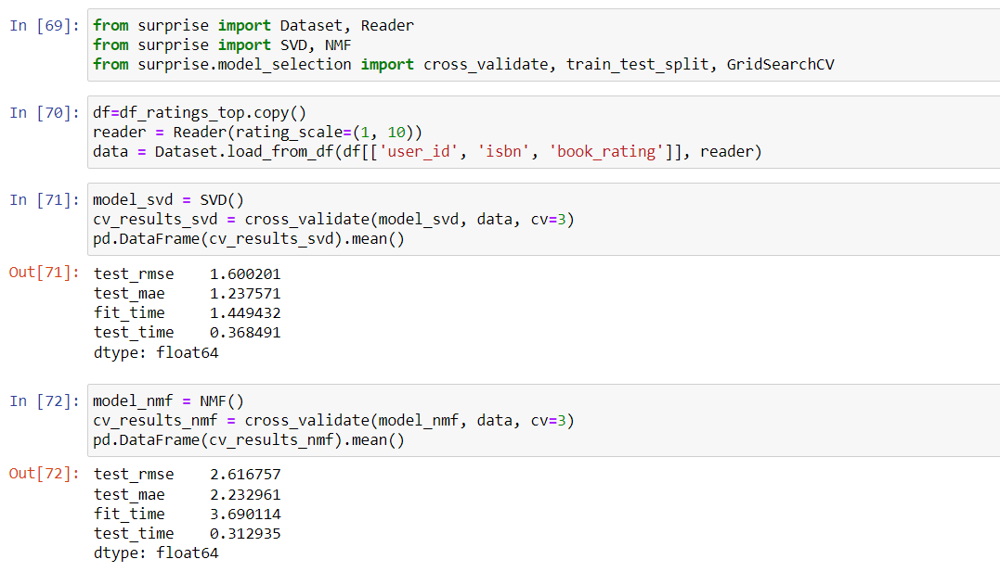 In [69]: from surprise import Dataset, Reader
from surprise import SVD, NMF
from surprise.model_selection import cross_validate, train_test_split, GridSearchCV
In [70]: df=df_ratings_top.copy()
reader = Reader(rating_scale=(1, 10))
data = Dataset.load_from_df(df[['user_id', 'isbn', 'book_rating']], reader)
In [71]: model_svd = SVD()
cv_results_svd = cross_validate(model_svd, data, cv=3)
pd.DataFrame(cv_results_svd).mean()
Out[71]: test_rmse    1.600201
test_mae     1.237571
fit_time     1.449432
test_time    0.368491
dtype: float64
In [72]: model_nmf = NMF()
cv_results_nmf = cross_validate(model_nmf, data, cv=3)
pd.DataFrame(cv_results_nmf).mean()
Out[72]: test_rmse    2.616757
test_mae     2.232961
fit_time     3.690114
test_time    0.312935
dtype: float64